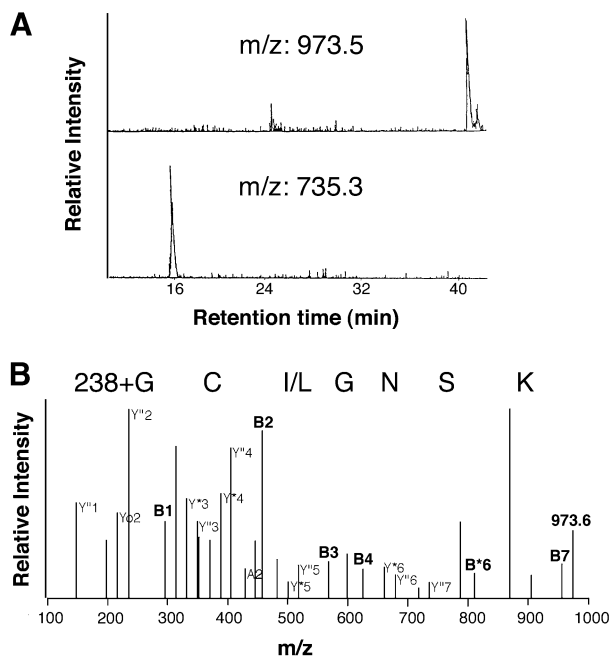 A
Relative Intensity
m/z: 973.5
m/z: 735.3
16 24 32 40
Retention time (min)
B
238+G C I/L G N S K
Relative Intensity
Y"2
B2
Y"4
Y"1
Y*3
Y*4
Yo2
B1
Y"3
973.6
A2
Y"5
B3
B4
Y*6
B*6
B7
Y*5
Y"6
Y"7
100 200 300 400 500 600 700 800 900 1000
m/z